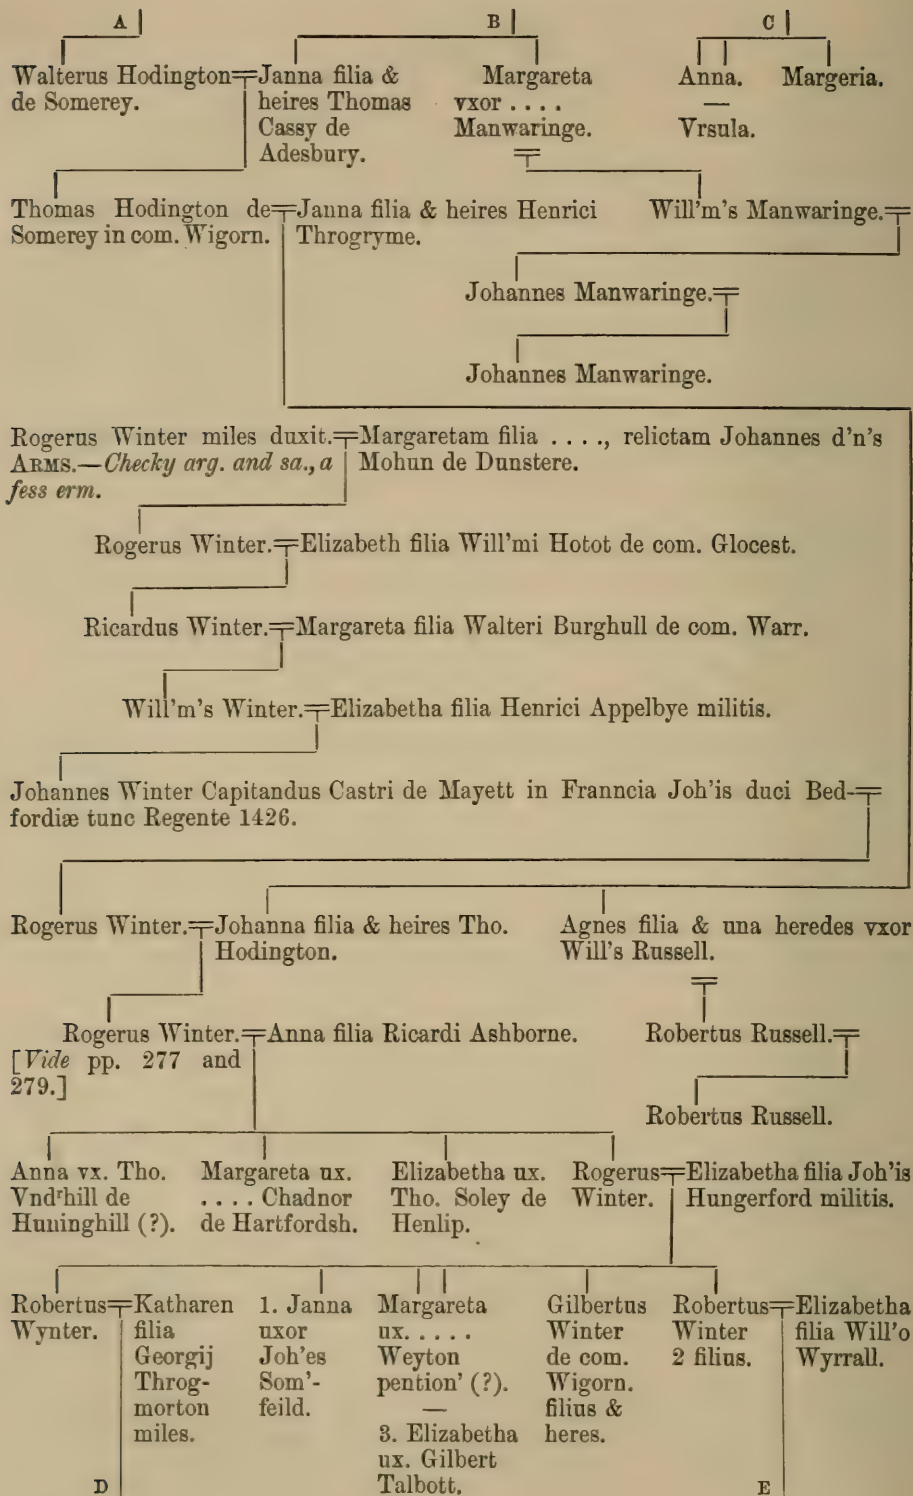 A B C
Walterus Hodington Janna filia & Margareta Anna. Margeria.
de Somerey. heires Thomas vxor . . . . —
Cassy de Manwaringe. Vrsula.
Adesbury.
Thomas Hodington de Janna filia & heires Henrici Will'm's Manwaringe.
Somerey in com. Wigorn. Throgryme.
Johannes Manwaringe.
Johannes Manwaringe.
Rogerus Winter miles duxit. Margaretam filia . . . ., relictam Johannes d'n's
ARMS.—Checky arg. and sa., a Mohun de Dunstere.
fess erm.
Rogerus Winter. Elizabeth filia Will'mi Hotot de com. Glocest.
Ricardus Winter. Margareta filia Walteri Burghull de com. Warr.
Will'm's Winter. Elizabetha filia Henrici Appelbye militis.
Johannes Winter Capitandus Castri de Mayett in Franncia Joh'is duci Bed-
fordiæ tunc Regente 1426.
Rogerus Winter. Johanna filia & heires Tho. Agnes filia & una heredes vxor
Hodington. Will's Russell.
Rogerus Winter. Anna filia Ricardi Ashborne. Robertus Russell.
[Vide pp. 277 and
279.]
Robertus Russell.
Anna vx. Tho. Margareta ux. Elizabetha ux. Rogerus Elizabetha filia Joh'is
Vndrhill de . . . . Chadnor Tho. Soley de Winter. Hungerford militis.
Huninghill (?). de Hartfordsh. Henlip.
Robertus Katharen 1. Janna Margareta Gilbertus Robertus Elizabetha
Wynter. filia uxor ux. . . . . Winter Winter filia Will'o
Georgij Joh'es Weyton de com. 2 filius. Wyrrall.
Throg- Som'- pention' (?). Wigorn.
morton feild. — filius &
miles. 3. Elizabetha heres.
ux. Gilbert
D Talbott. E